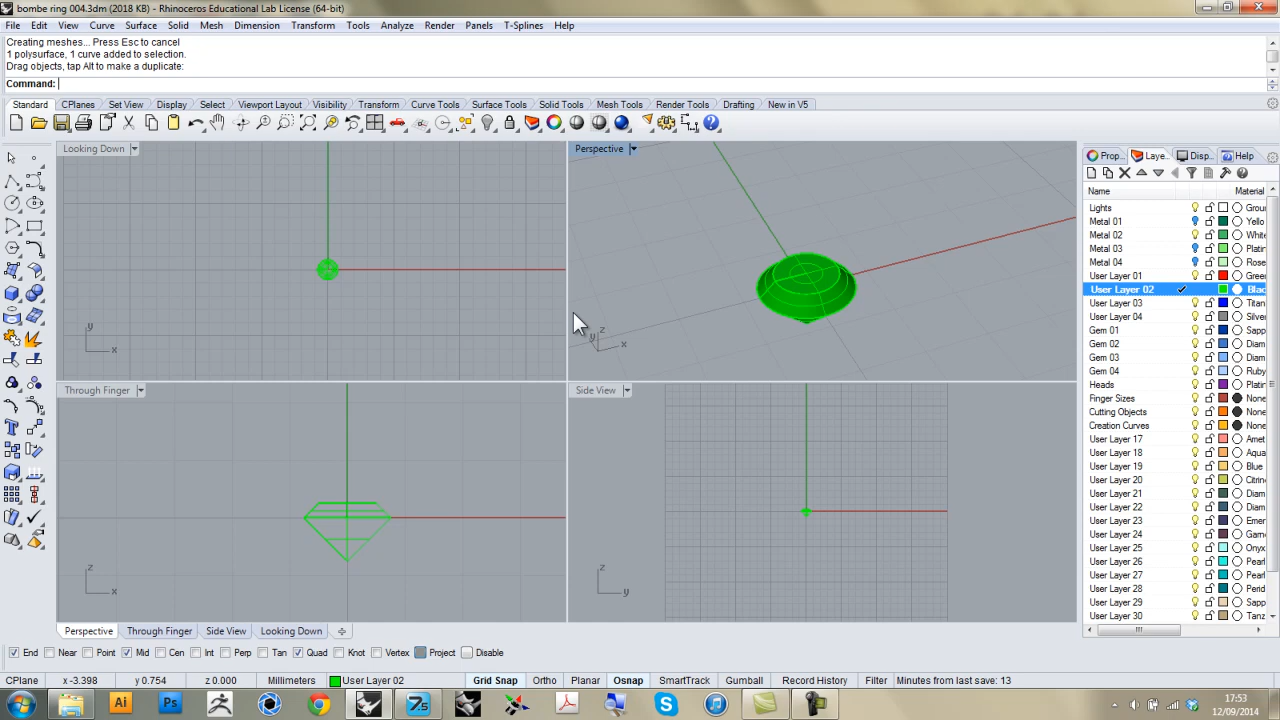 bombe ring 004.3dm (2018 KB) - Rhinoceros Educational Lab License (64-bit)
File Edit View Curve Surface Solid Mesh Dimension Transform Tools Analyze Render Panels T-Splines Help
Creating meshes... Press Esc to cancel
1 polysurface, 1 curve added to selection.
Drag objects, tap Alt to make a duplicate:
Command:
Standard CPlanes Set View Display Select Viewport Layout Visibility Transform Curve Tools Surface Tools Solid Tools Mesh Tools Render Tools Drafting New in V5
Looking Down
Perspective
Prop... Laye... Disp... Help
Name Material
Lights Grou
Metal 01 Yello
Metal 02 White
Metal 03 Platin
Metal 04 Rose
User Layer 01 Greer
User Layer 02 Blac
User Layer 03 Titan
User Layer 04 Silver
Gem 01 Sapp
Gem 02 Diam
Gem 03 Diam
Gem 04 Ruby
Heads Platin
Finger Sizes None
Cutting Objects None
Creation Curves None
User Layer 17 Amet
User Layer 18 Aqua
User Layer 19 Blue
User Layer 20 Citrin
User Layer 21 Diam
User Layer 22 Diam
User Layer 23 Emer
User Layer 24 Game
User Layer 25 Onyx
User Layer 26 Pearl
User Layer 27 Pearl
User Layer 28 Perid
User Layer 29 Sapp
User Layer 30 Tanz
y x
z y x
Through Finger
Side View
z x
z y
Perspective Through Finger Side View Looking Down
End Near Point Mid Cen Int Perp Tan Quad Knot Vertex Project Disable
CPlane x -3.398 y 0.754 z 0.000 Millimeters User Layer 02 Grid Snap Ortho Planar Osnap SmartTrack Gumball Record History Filter Minutes from last save: 13
Ai Ps
17:53
12/09/2014